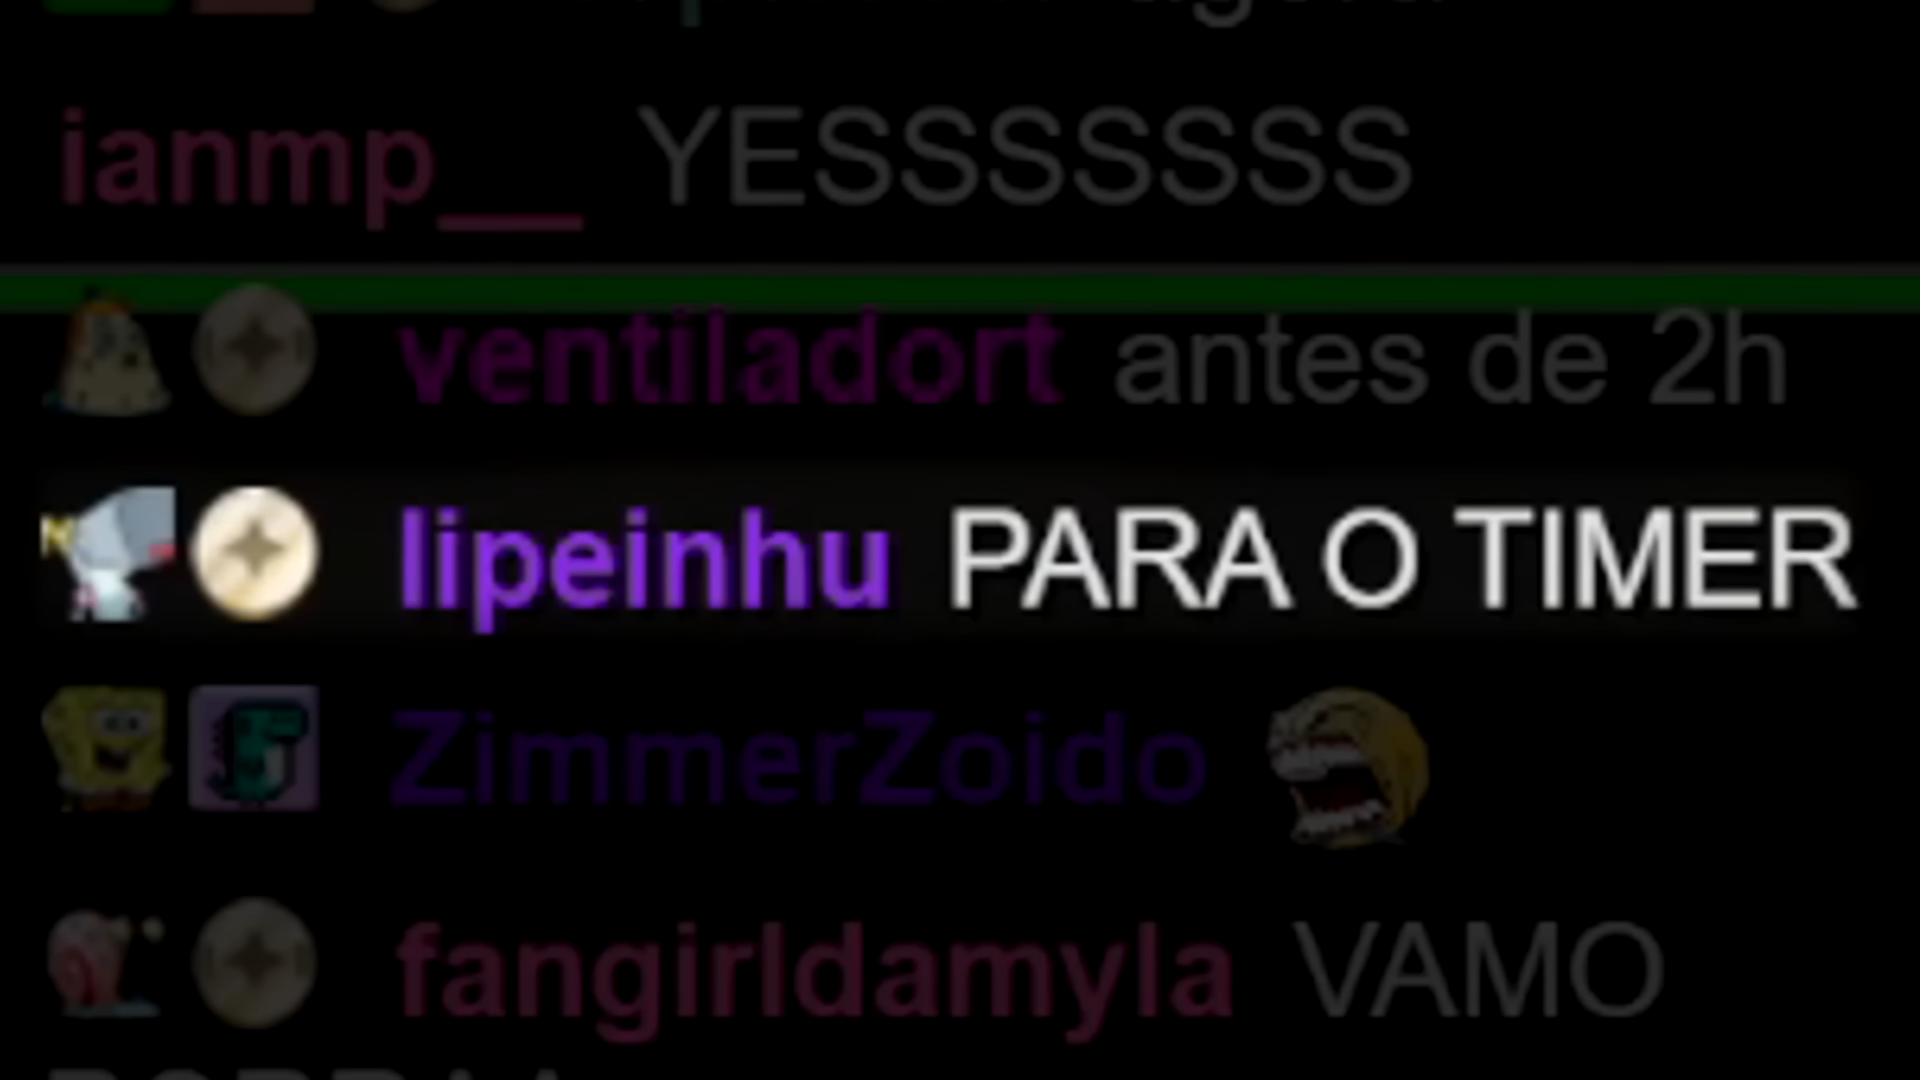 ianmp__ YESSSSSSS
ventiladort antes de 2h
lipeinhu PARA O TIMER
ZimmerZoido
fangirldamyla VAMO